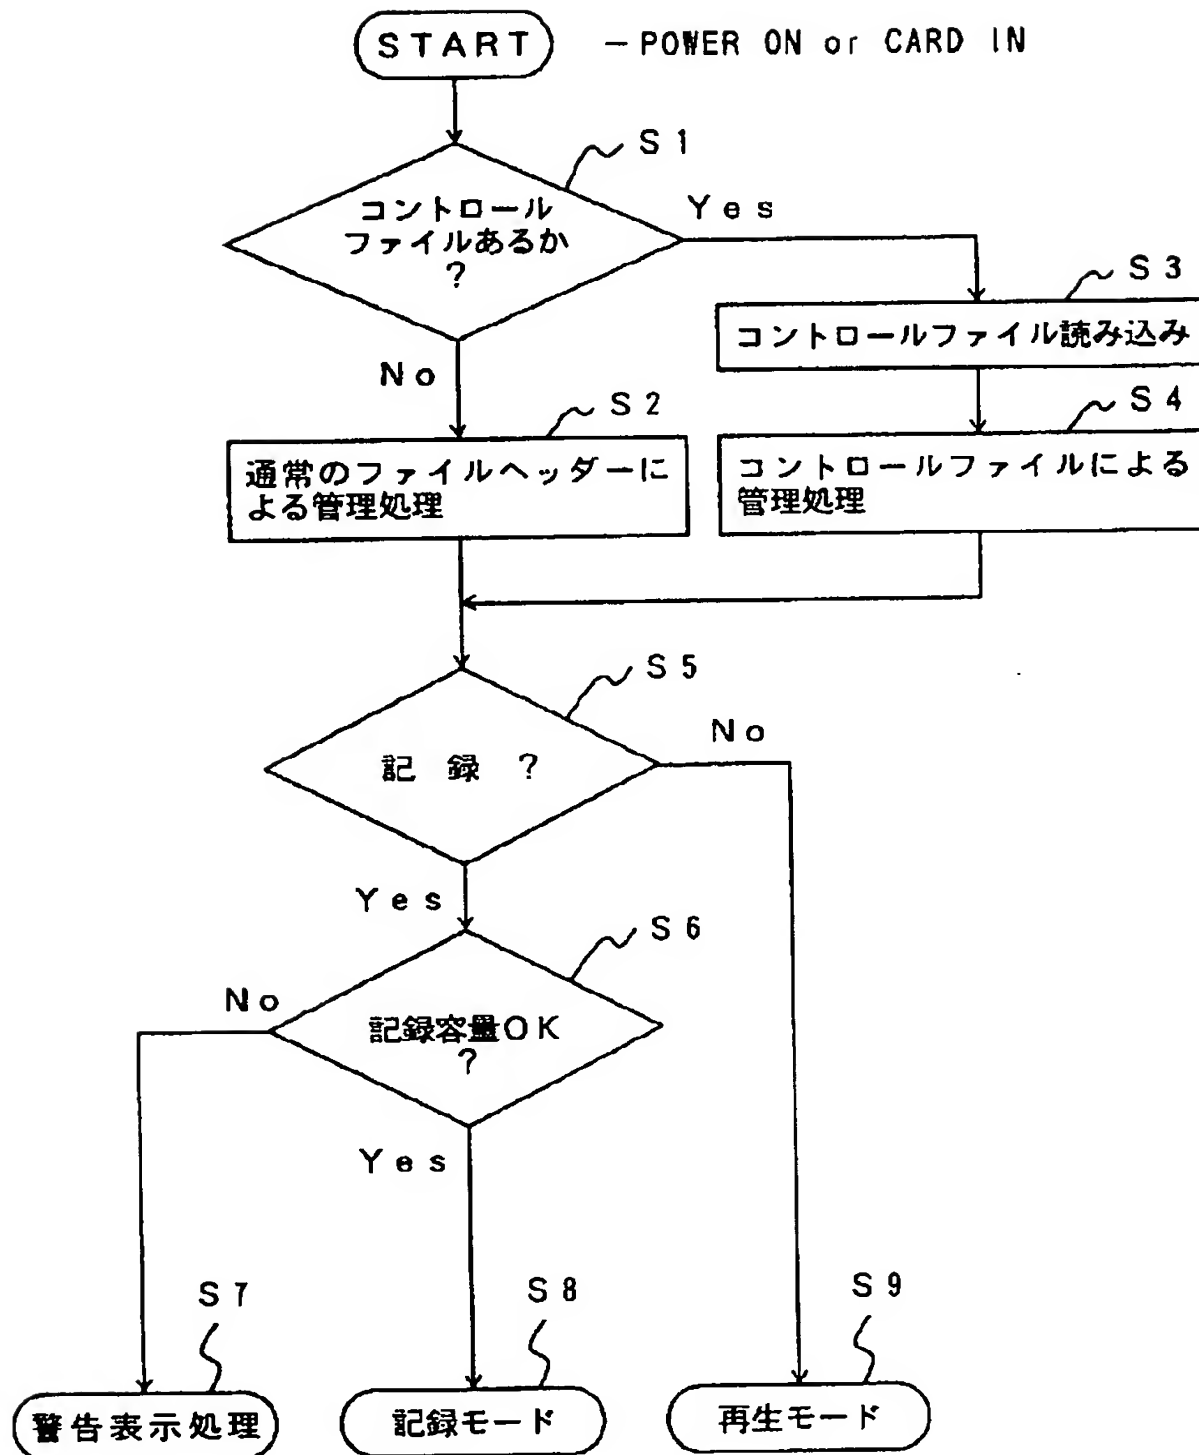 START
-POWER ON or CARD IN
S1
コントロール
ファイルあるか
?
Yes
No
S3
コントロールファイル読み込み
S2
通常のファイルヘッダーに
よる管理処理
S4
コントロールファイルによる
管理処理
S5
記 録 ?
No
Yes
S6
記録容量OK
?
No
Yes
S7
警告表示処理
S8
記録モード
S9
再生モード